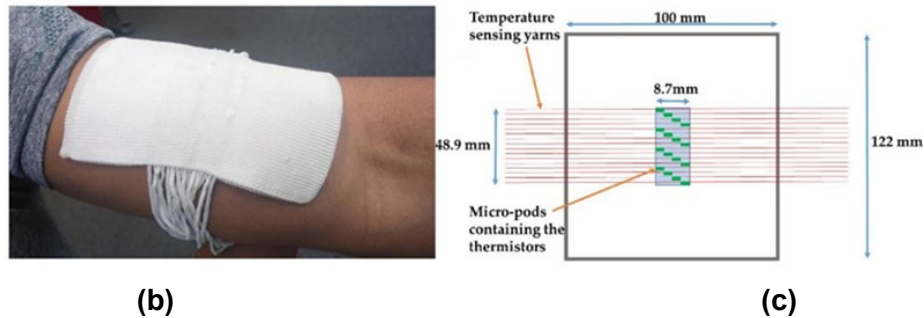 Temperature
sensing yarns
100 mm
8.7mm
48.9 mm
122 mm
Micro-pods
containing the
thermistors
(b)
(c)